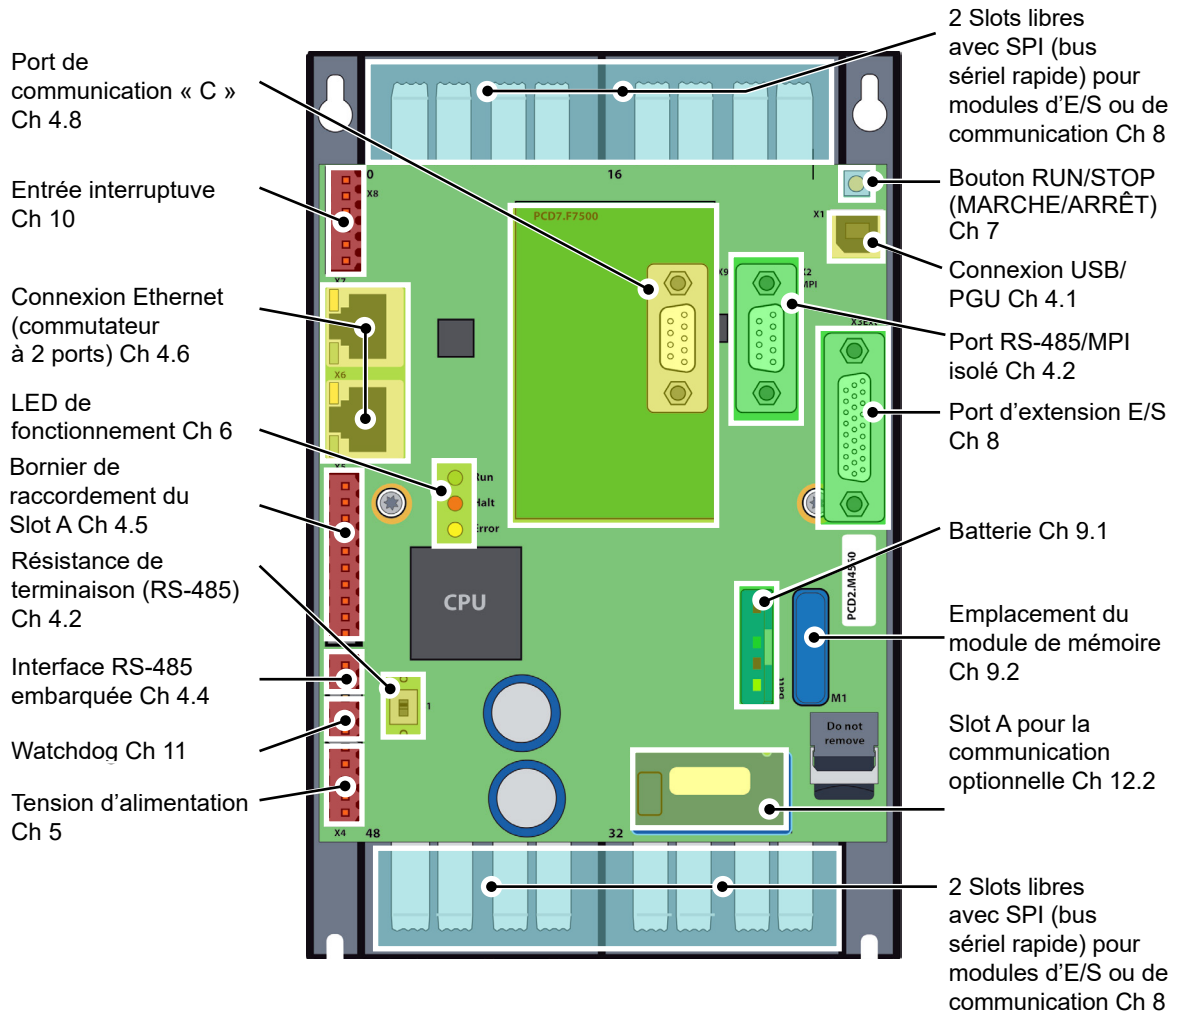 Port de
communication « C »
Ch 4.8
Entrée interruptuve
Ch 10
Connexion Ethernet
(commutateur
à 2 ports) Ch 4.6
LED de
fonctionnement Ch 6
Bornier de
raccordement du
Slot A Ch 4.5
Résistance de
terminaison (RS-485)
Ch 4.2
Interface RS-485
embarquée Ch 4.4
Watchdog Ch 11
Tension d’alimentation
Ch 5
0
16
X8
PCD7.F7500
X1
X7
X9
X2
MPI
X3Ext
X6
X5
Run
Halt
Error
CPU
PCD2.M4560
Batt
M1
1
Do not
remove
X4
48
32
2 Slots libres
avec SPI (bus
sériel rapide) pour
modules d’E/S ou de
communication Ch 8
Bouton RUN/STOP
(MARCHE/ARRÊT)
Ch 7
Connexion USB/
PGU Ch 4.1
Port RS-485/MPI
isolé Ch 4.2
Port d’extension E/S
Ch 8
Batterie Ch 9.1
Emplacement du
module de mémoire
Ch 9.2
Slot A pour la
communication
optionnelle Ch 12.2
2 Slots libres
avec SPI (bus
sériel rapide) pour
modules d’E/S ou de
communication Ch 8